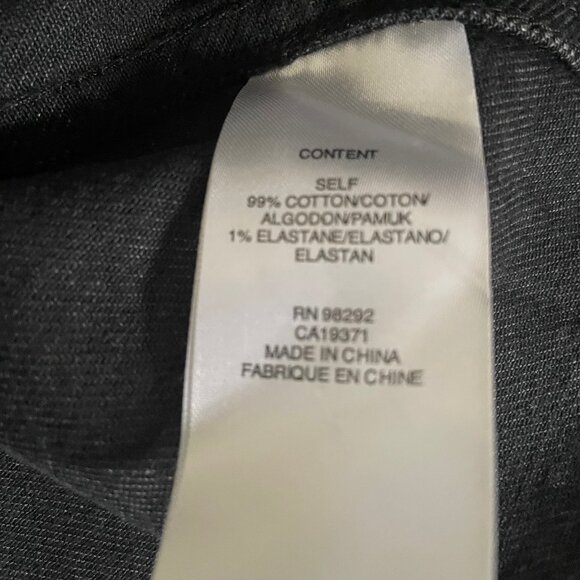 CONTENT
SELF
99% COTTON/COTON/
ALGODON/PAMUK
1% ELASTANE/ELASTANO/
ELASTAN
RN 98292
CA19371
MADE IN CHINA
FABRIQUE EN CHINE